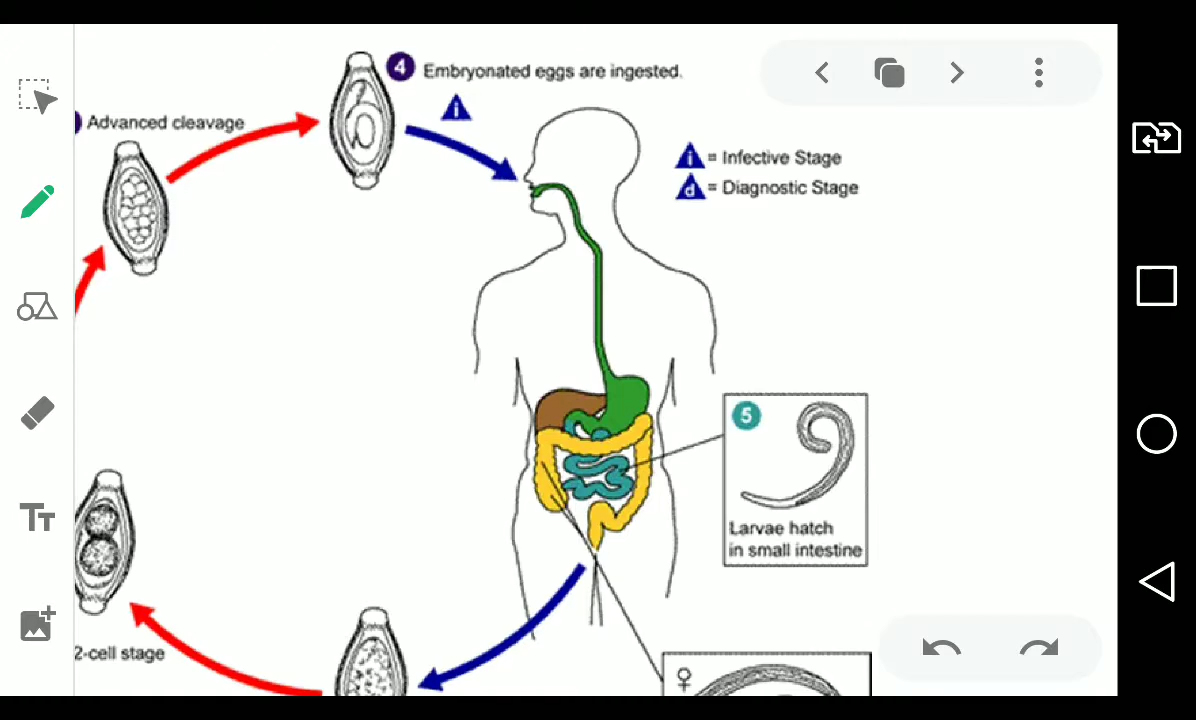 4 Embryonated eggs are ingested.
i
Advanced cleavage
i = Infective Stage
d = Diagnostic Stage
5
Larvae hatch
in small intestine
2-cell stage
♀
TT